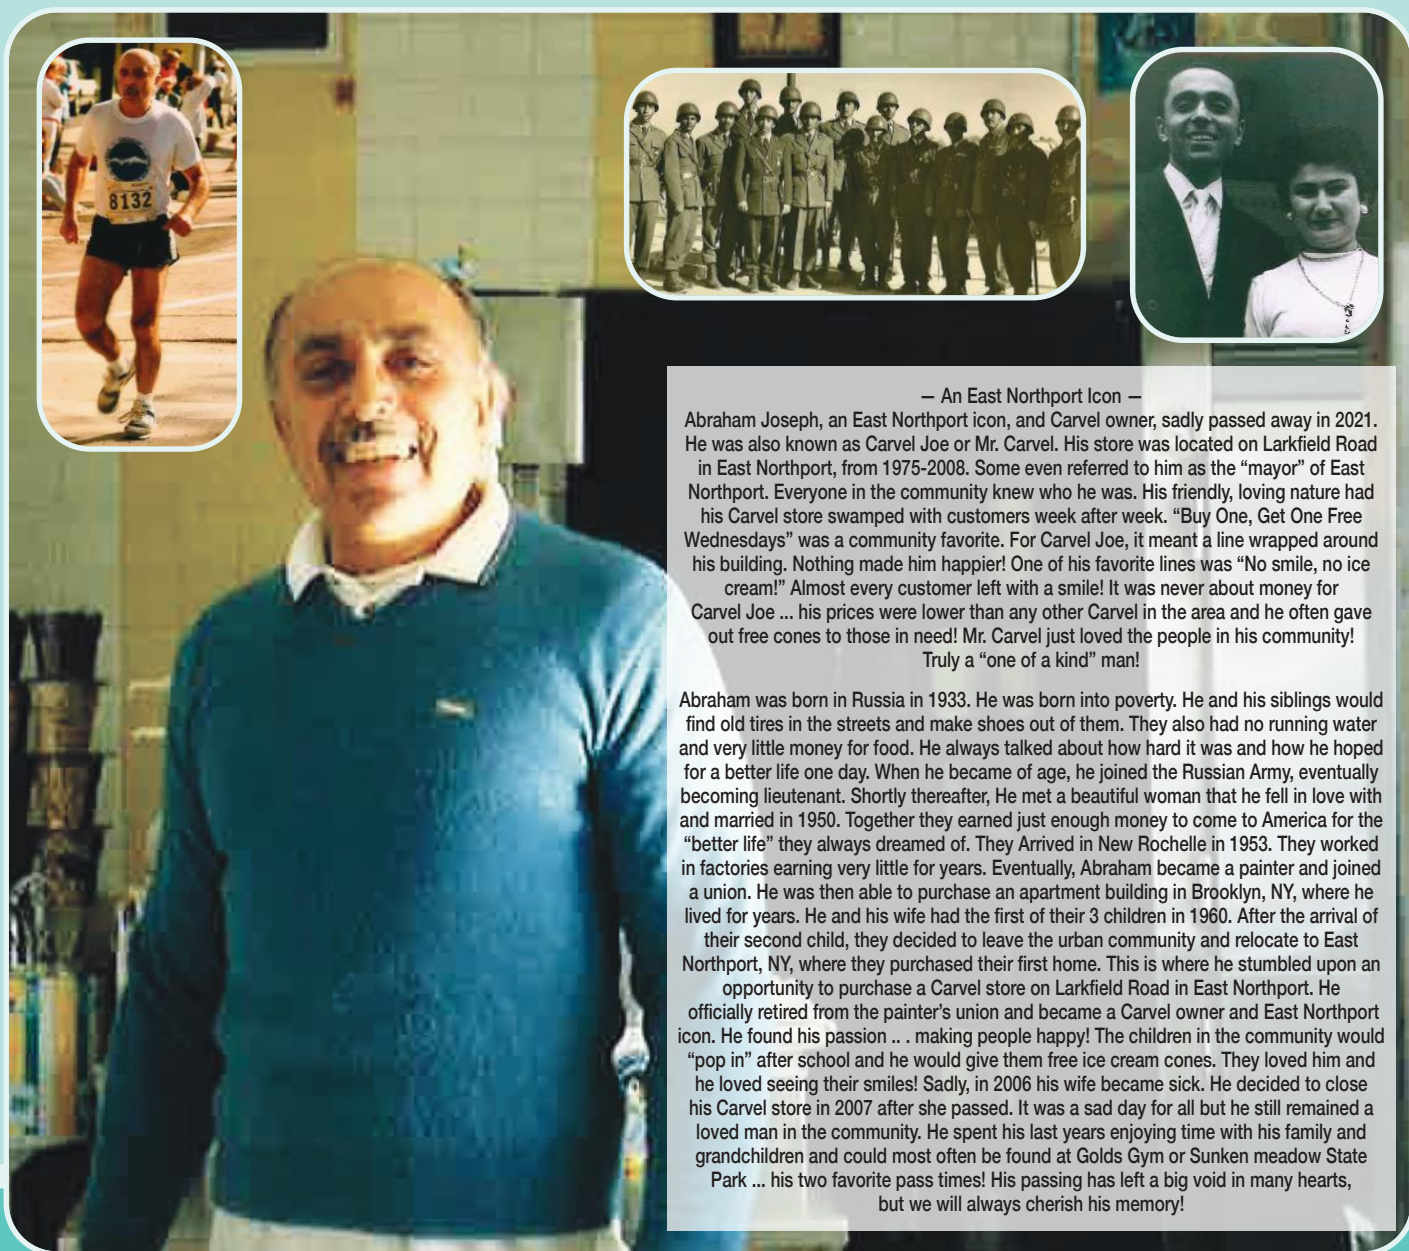 8132
— An East Northport Icon —
Abraham Joseph, an East Northport icon, and Carvel owner, sadly passed away in 2021.
He was also known as Carvel Joe or Mr. Carvel. His store was located on Larkfield Road
in East Northport, from 1975-2008. Some even referred to him as the “mayor” of East
Northport. Everyone in the community knew who he was. His friendly, loving nature had
his Carvel store swamped with customers week after week. “Buy One, Get One Free
Wednesdays” was a community favorite. For Carvel Joe, it meant a line wrapped around
his building. Nothing made him happier! One of his favorite lines was “No smile, no ice
cream!” Almost every customer left with a smile! It was never about money for
Carvel Joe ... his prices were lower than any other Carvel in the area and he often gave
out free cones to those in need! Mr. Carvel just loved the people in his community!
Truly a “one of a kind” man!
Abraham was born in Russia in 1933. He was born into poverty. He and his siblings would
find old tires in the streets and make shoes out of them. They also had no running water
and very little money for food. He always talked about how hard it was and how he hoped
for a better life one day. When he became of age, he joined the Russian Army, eventually
becoming lieutenant. Shortly thereafter, He met a beautiful woman that he fell in love with
and married in 1950. Together they earned just enough money to come to America for the
“better life” they always dreamed of. They Arrived in New Rochelle in 1953. They worked
in factories earning very little for years. Eventually, Abraham became a painter and joined
a union. He was then able to purchase an apartment building in Brooklyn, NY, where he
lived for years. He and his wife had the first of their 3 children in 1960. After the arrival of
their second child, they decided to leave the urban community and relocate to East
Northport, NY, where they purchased their first home. This is where he stumbled upon an
opportunity to purchase a Carvel store on Larkfield Road in East Northport. He
officially retired from the painter’s union and became a Carvel owner and East Northport
icon. He found his passion .. . making people happy! The children in the community would
“pop in” after school and he would give them free ice cream cones. They loved him and
he loved seeing their smiles! Sadly, in 2006 his wife became sick. He decided to close
his Carvel store in 2007 after she passed. It was a sad day for all but he still remained a
loved man in the community. He spent his last years enjoying time with his family and
grandchildren and could most often be found at Golds Gym or Sunken meadow State
Park ... his two favorite pass times! His passing has left a big void in many hearts,
but we will always cherish his memory!